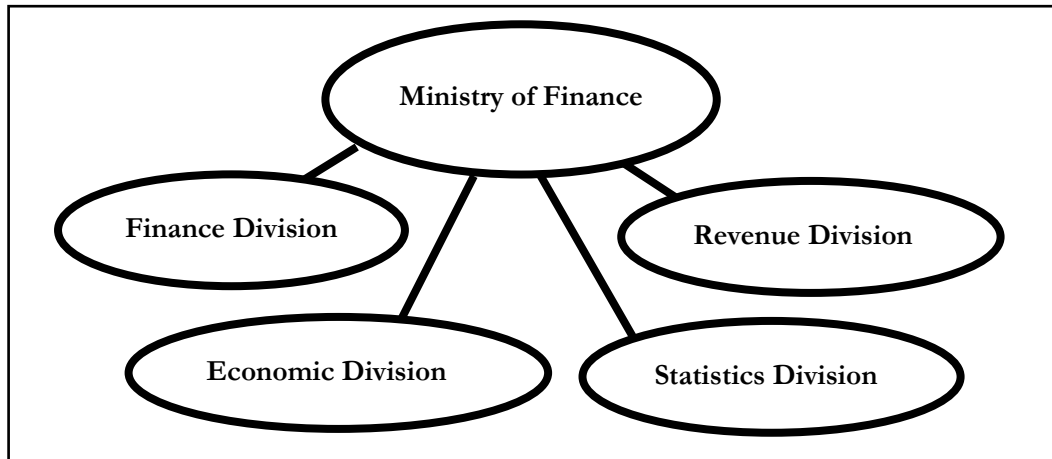 Ministry of Finance
Finance Division
Revenue Division
Economic Division
Statistics Division